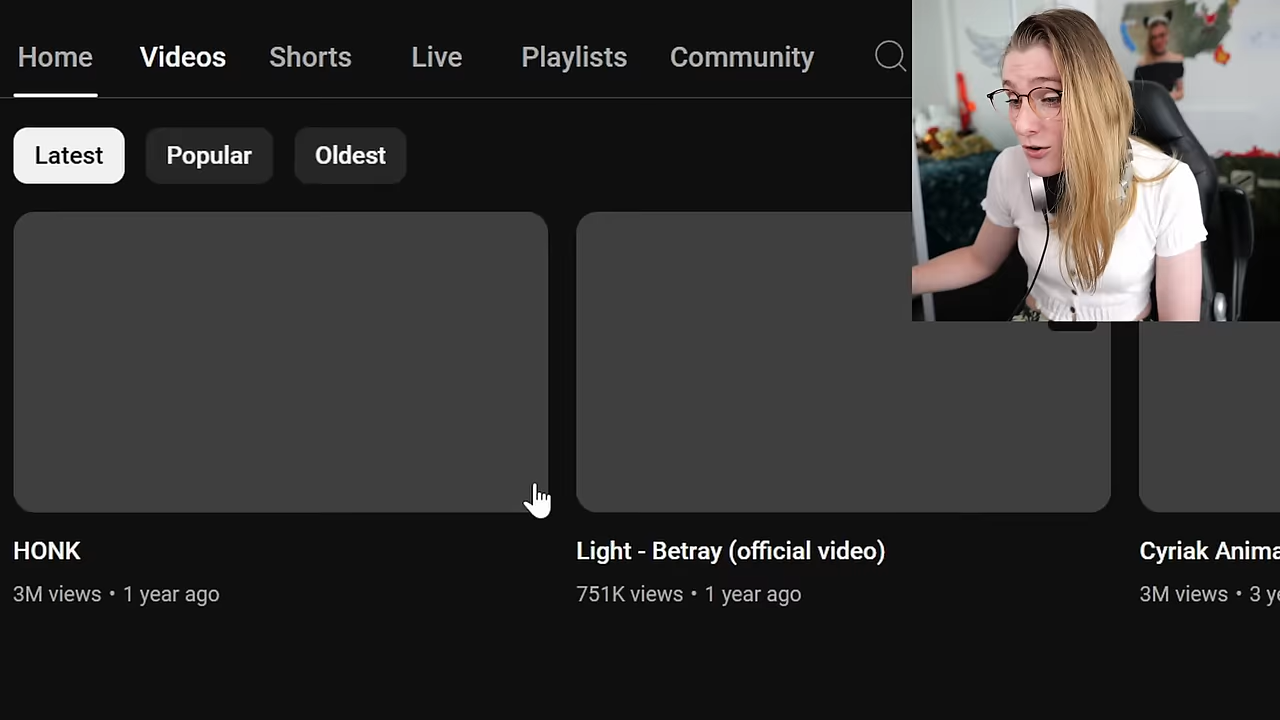 Home Videos Shorts Live Playlists Community
Latest Popular Oldest
HONK
3M views • 1 year ago
Light - Betray (official video)
751K views • 1 year ago
Cyriak Anima
3M views • 3 ye